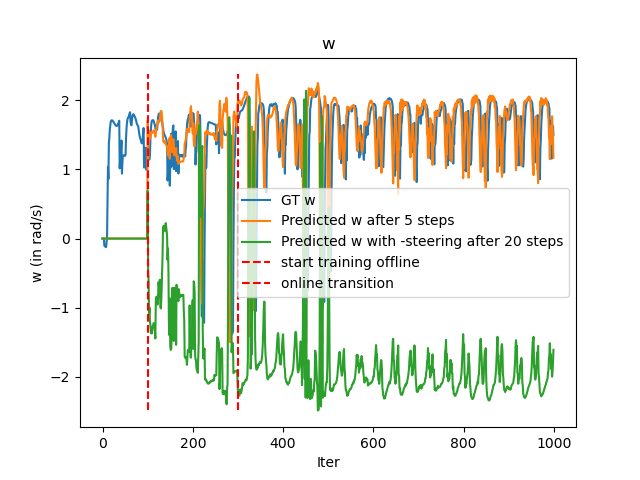 w
w (in rad/s)
2
1
0
−1
−2
GT w
Predicted w after 5 steps
Predicted w with -steering after 20 steps
start training offline
online transition
0 200 400 600 800 1000
Iter